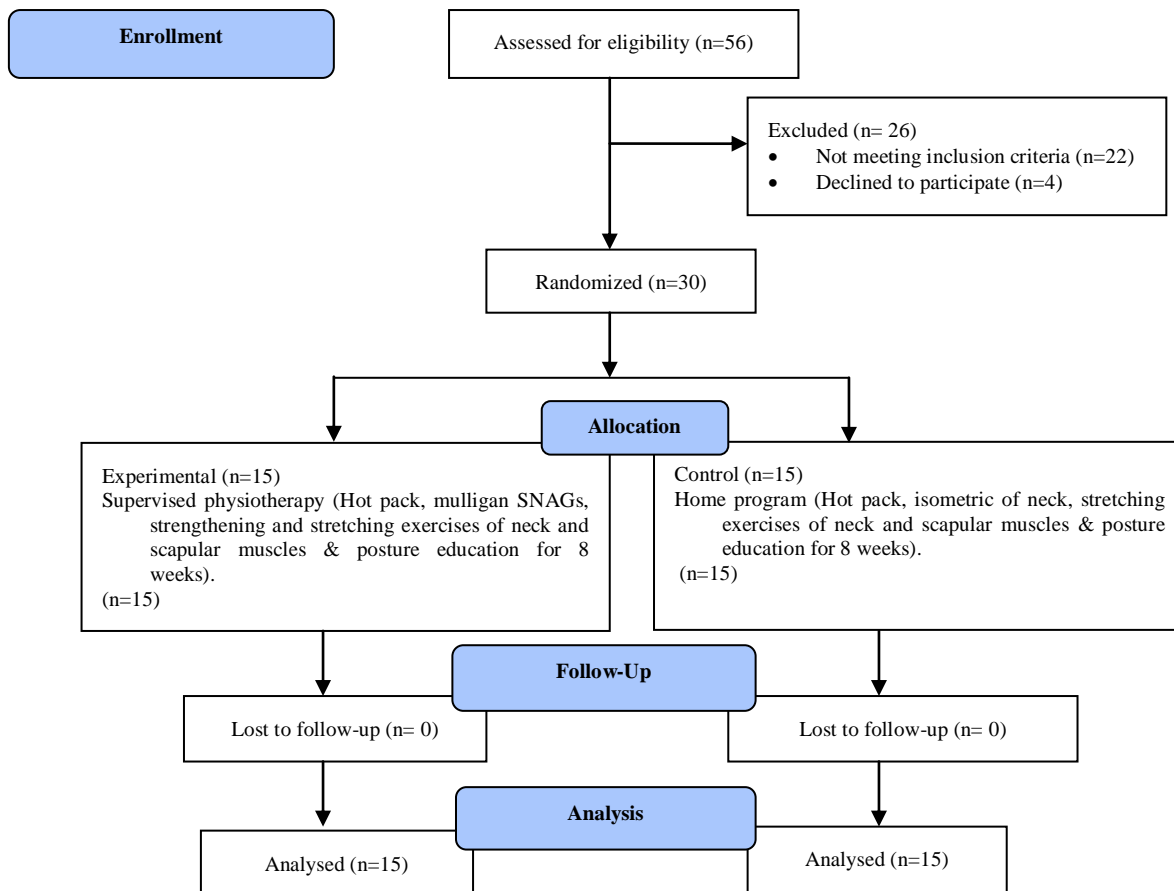 Enrollment
Assessed for eligibility (n=56)
Excluded (n= 26)
• Not meeting inclusion criteria (n=22)
• Declined to participate (n=4)
Randomized (n=30)
Allocation
Experimental (n=15)
Supervised physiotherapy (Hot pack, mulligan SNAGs,
strengthening and stretching exercises of neck and
scapular muscles & posture education for 8
weeks).
(n=15)
Control (n=15)
Home program (Hot pack, isometric of neck, stretching
exercises of neck and scapular muscles & posture
education for 8 weeks).
(n=15)
Follow-Up
Lost to follow-up (n= 0)
Lost to follow-up (n= 0)
Analysis
Analysed (n=15)
Analysed (n=15)